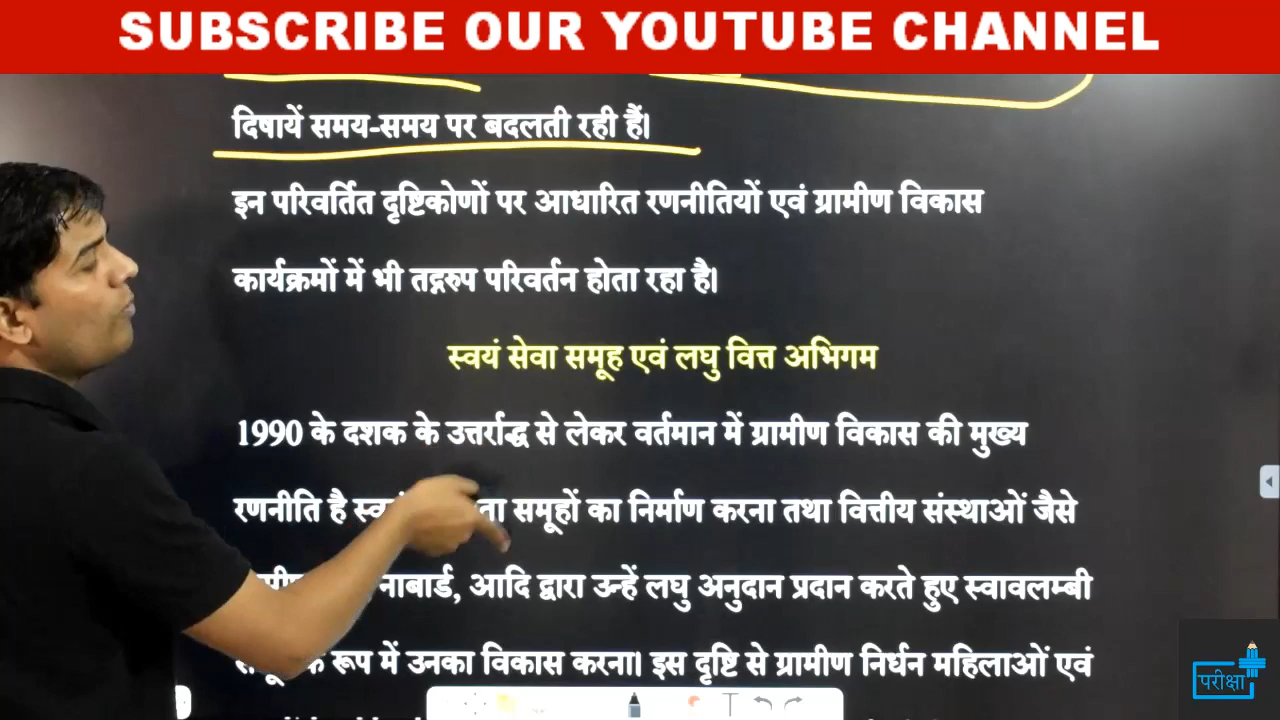 SUBSCRIBE OUR YOUTUBE CHANNEL
दिषायें समय-समय पर बदलती रही हैं।
इन परिवर्तित दृष्टिकोणों पर आधारित रणनीतियों एवं ग्रामीण विकास
कार्यक्रमों में भी तद्नरुप परिवर्तन होता रहा है।
स्वयं सेवा समूह एवं लघु वित्त अभिगम
1990 के दशक के उत्तर्राद्ध से लेकर वर्तमान में ग्रामीण विकास की मुख्य
रणनीति है समूहों का निर्माण करना तथा वित्तीय संस्थाओं जैसे
नाबार्ड, आदि द्वारा उन्हें लघु अनुदान प्रदान करते हुए स्वावलम्बी
रूप में उनका विकास करना। इस दृष्टि से ग्रामीण निर्धन महिलाओं एवं
परीक्षा